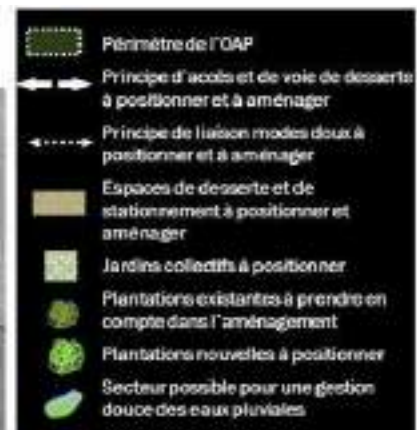 Périmètre de l'OAP
Principe d'accès et de voie de desserte
à positionner et à aménager
Principe de liaison modes doux à
positionner et à aménager
Espaces de desserte et de
stationnement à positionner et
aménager
Jardins collectifs à positionner
Plantations existantes à prendre en
compte dans l'aménagement
Plantations nouvelles à positionner
Secteur possible pour une gestion
douce des eaux pluviales